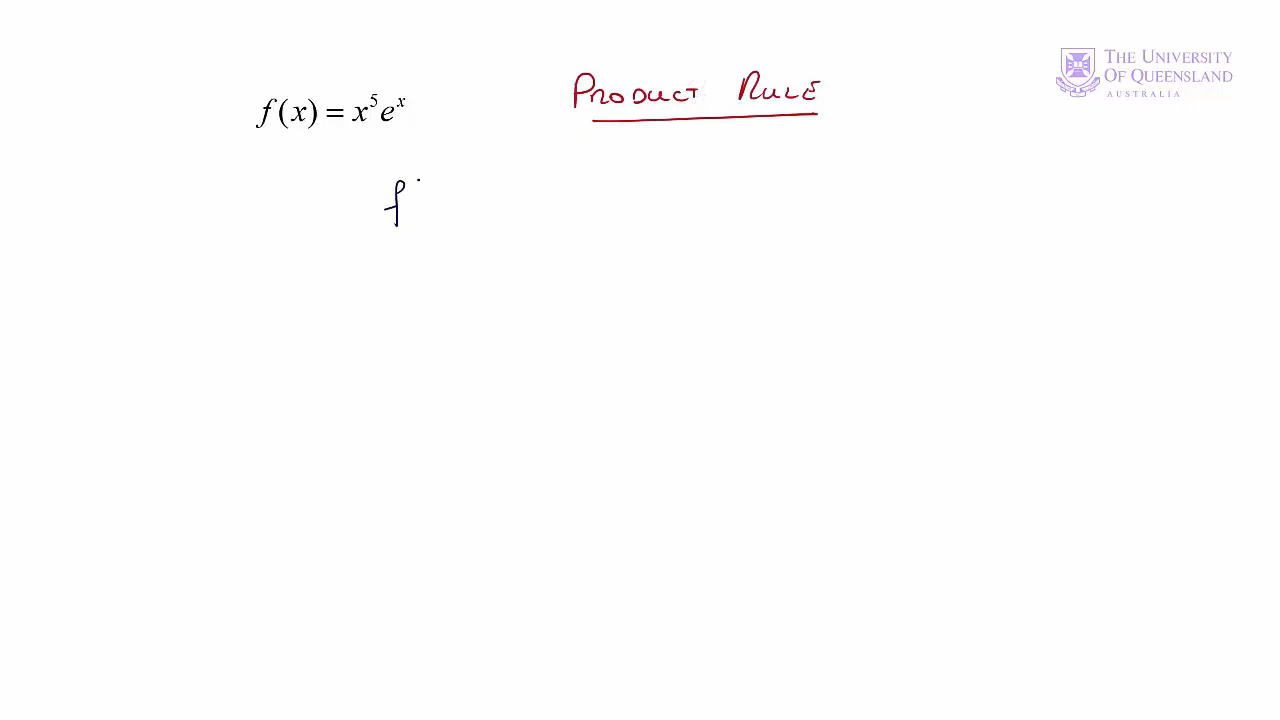 THE UNIVERSITY
OF QUEENSLAND
AUSTRALIA
PRODUCT RULE
f(x) = x⁵eˣ
f'